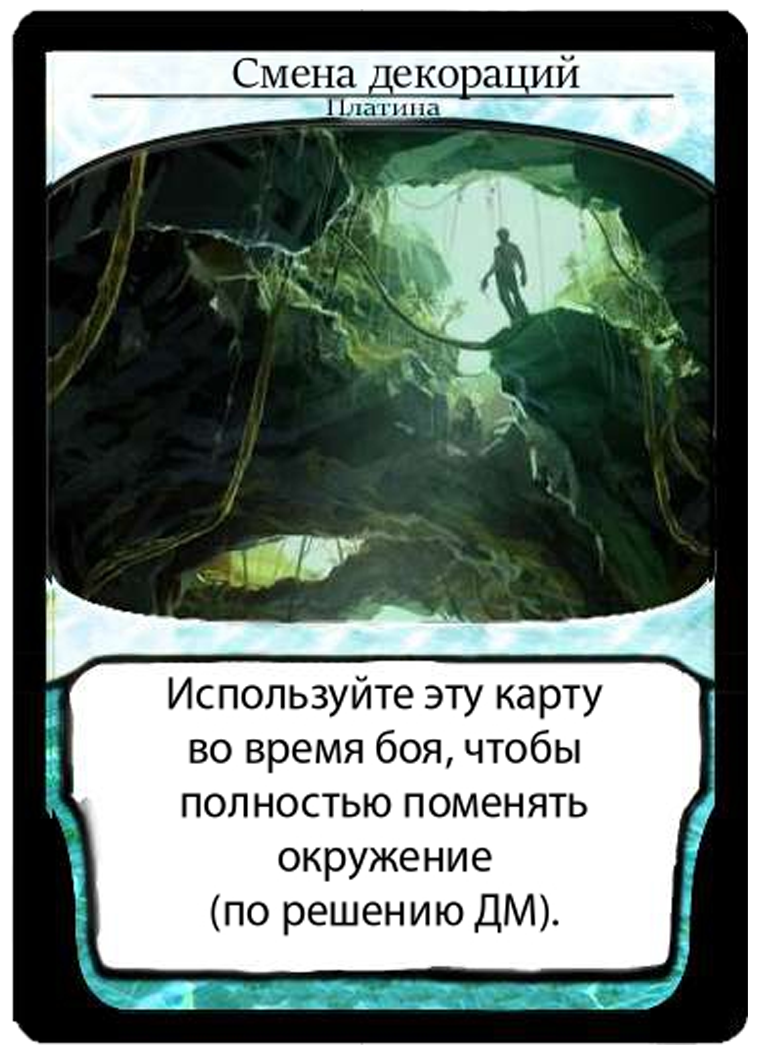 Смена декораций
Платина
Используйте эту карту
во время боя, чтобы
полностью поменять
окружение
(по решению ДМ).